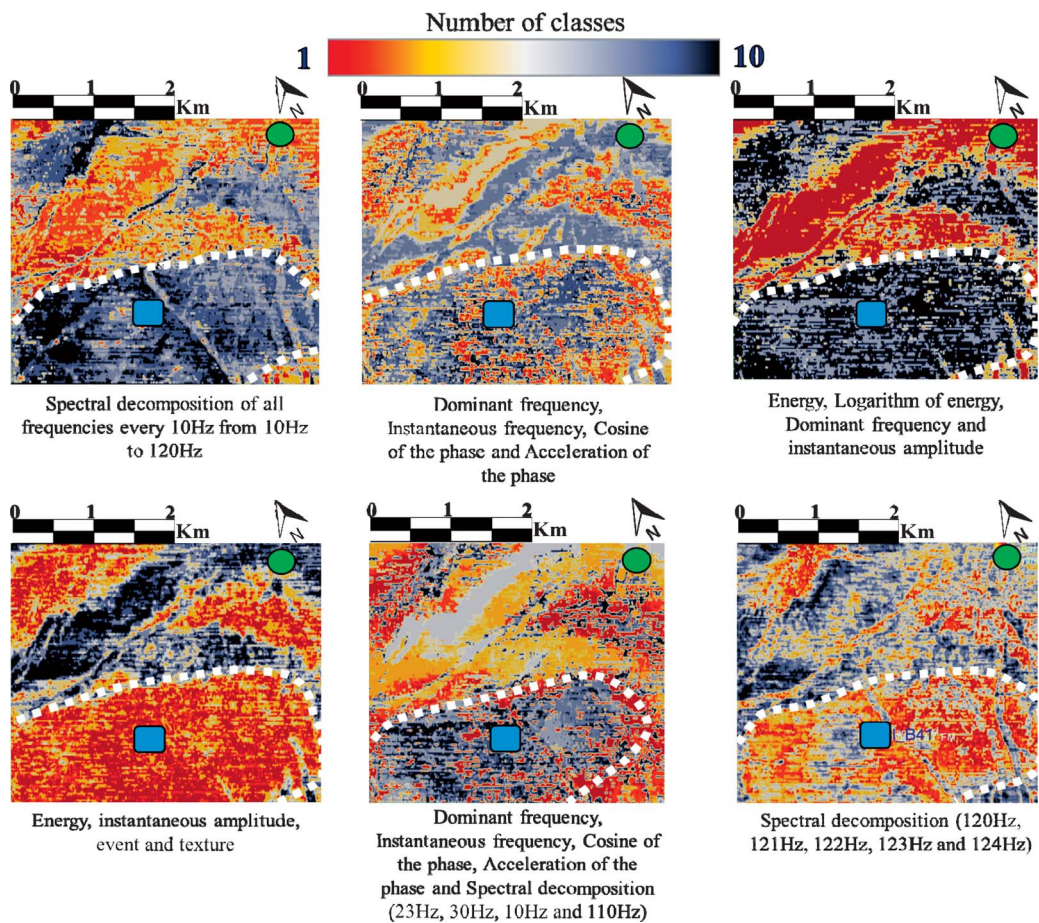 Number of classes
1 10
0 1 2
Km
N
0 1 2
Km
N
0 1 2
Km
N
Spectral decomposition of all
frequencies every 10Hz from 10Hz
to 120Hz
Dominant frequency,
Instantaneous frequency, Cosine
of the phase and Acceleration of
the phase
Energy, Logarithm of energy,
Dominant frequency and
instantaneous amplitude
0 1 2
Km
N
0 1 2
Km
N
0 1 2
Km
N
B41
Energy, instantaneous amplitude,
event and texture
Dominant frequency,
Instantaneous frequency, Cosine
of the phase, Acceleration of the
phase and Spectral decomposition
(23Hz, 30Hz, 10Hz and 110Hz)
Spectral decomposition (120Hz,
121Hz, 122Hz, 123Hz and 124Hz)